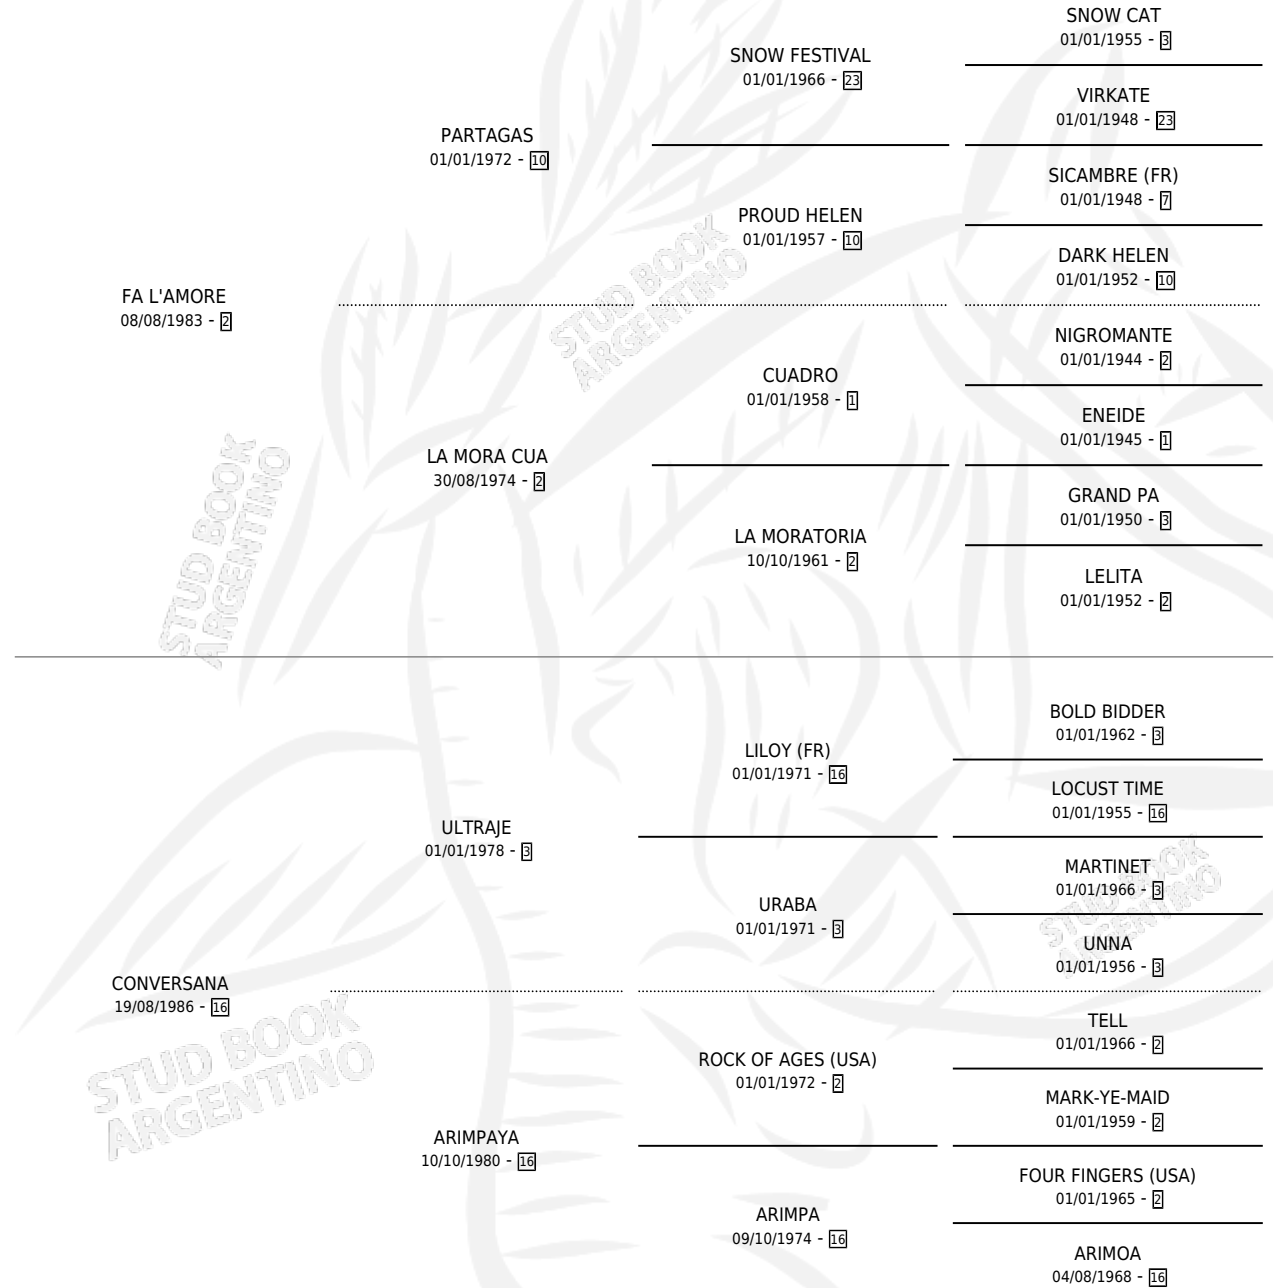 SNOW CAT
01/01/1955 - 3
SNOW FESTIVAL
01/01/1966 - 23
VIRKATE
01/01/1948 - 23
PARTAGAS
01/01/1972 - 10
SICAMBRE (FR)
01/01/1948 - 7
PROUD HELEN
01/01/1957 - 10
DARK HELEN
01/01/1952 - 10
FA L'AMORE
08/08/1983 - 2
NIGROMANTE
01/01/1944 - 2
CUADRO
01/01/1958 - 1
ENEIDE
01/01/1945 - 1
LA MORA CUA
30/08/1974 - 2
GRAND PA
01/01/1950 - 3
LA MORATORIA
10/10/1961 - 2
LELITA
01/01/1952 - 2
BOLD BIDDER
01/01/1962 - 3
LILOY (FR)
01/01/1971 - 16
LOCUST TIME
01/01/1955 - 16
ULTRAJE
01/01/1978 - 3
MARTINET
01/01/1966 - 3
URABA
01/01/1971 - 3
UNNA
01/01/1956 - 3
CONVERSANA
19/08/1986 - 16
TELL
01/01/1966 - 2
ROCK OF AGES (USA)
01/01/1972 - 2
MARK-YE-MAID
01/01/1959 - 2
ARIMPAYA
10/10/1980 - 16
FOUR FINGERS (USA)
01/01/1965 - 2
ARIMPA
09/10/1974 - 16
ARIMOA
04/08/1968 - 16
STUD BOOK
ARGENTINO
STUD BOOK
ARGENTINO
STUD BOOK
ARGENTINO
STUD BOOK
ARGENTINO